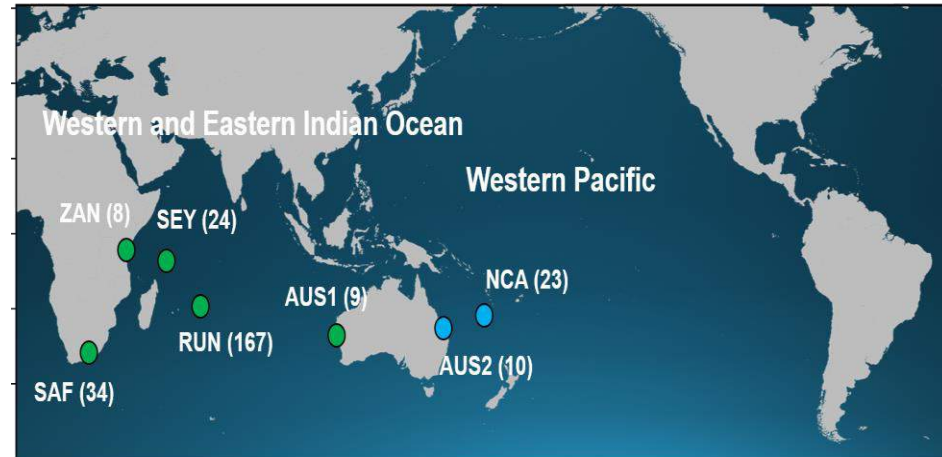 Western and Eastern Indian Ocean
Western Pacific
ZAN (8)
SEY (24)
NCA (23)
AUS1 (9)
RUN (167)
AUS2 (10)
SAF (34)